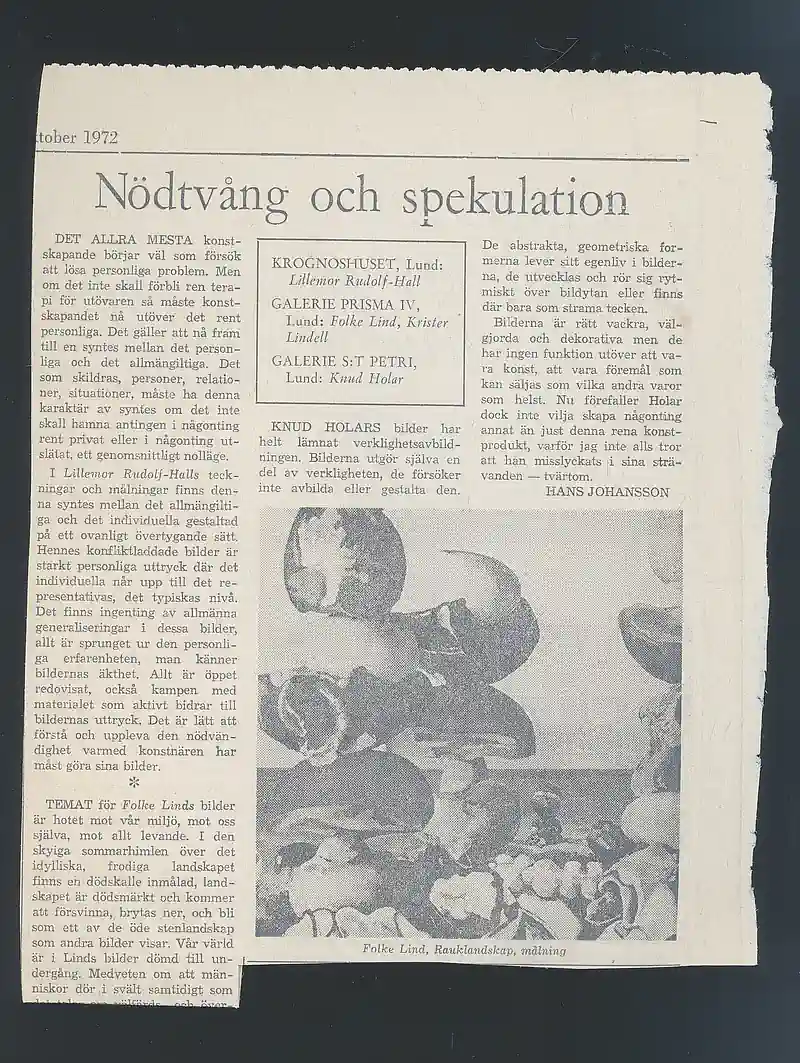 tober 1972
Nödtvång och spekulation
DET ALLRA MESTA konst-
skapande börjar väl som försök
att lösa personliga problem. Men
om det inte skall förbli ren tera-
pi för utövaren så måste konst-
skapandet nå utöver det rent
personliga. Det gäller att nå fram
till en syntes mellan det person-
liga och det allmängiltiga. Det
som skildras, personer, relatio-
ner, situationer, måste ha denna
karaktär av syntes om det inte
skall hamna antingen i någonting
rent privat eller i någonting ut-
slätat, ett genomsnittligt nolläge.
I Lillemor Rudolf-Halls teck-
ningar och målningar finns den-
na syntes mellan det allmängilti-
ga och det individuella gestaltad
på ett ovanligt övertygande sätt.
Hennes konfliktladdade bilder är
starkt personliga uttryck där det
individuella når upp till det re-
presentativas, det typiskas nivå.
Det finns ingenting av allmänna
generaliseringar i dessa bilder,
allt är sprunget ur den personli-
ga erfarenheten, man känner
bildernas äkthet. Allt är öppet
redovisat, också kampen med
materialet som aktivt bidrar till
bildernas uttryck. Det är lätt att
förstå och uppleva den nödvän-
dighet varmed konstnären har
måst göra sina bilder.
*
TEMAT för Folke Linds bilder
är hotet mot vår miljö, mot oss
själva, mot allt levande. I den
skyiga sommarhimlen över det
idylliska, frodiga landskapet
finns en dödskalle inmålad, land-
skapet är dödsmärkt och kommer
att försvinna, brytas ner, och bli
som ett av de öde stenlandskap
som andra bilder visar. Vår värld
är i Linds bilder dömd till un-
dergång. Medveten om att män-
niskor dör i svält samtidigt som
KROGNOSHUSET, Lund:
Lillemor Rudolf-Hall
GALERIE PRISMA IV,
Lund: Folke Lind, Krister
Lindell
GALERIE S:T PETRI,
Lund: Knud Holar
KNUD HOLARS bilder har
helt lämnat verklighetsavbild-
ningen. Bilderna utgör själva en
del av verkligheten, de försöker
inte avbilda eller gestalta den.
De abstrakta, geometriska for-
merna lever sitt egenliv i bilder-
na, de utvecklas och rör sig ryt-
miskt över bildytan eller finns
där bara som strama tecken.
Bilderna är rätt vackra, väl-
gjorda och dekorativa men de
har ingen funktion utöver att va-
ra konst, att vara föremål som
kan säljas som vilka andra varor
som helst. Nu förefaller Holar
dock inte vilja skapa någonting
annat än just denna rena konst-
produkt, varför jag inte alls tror
att han misslyckats i sina strä-
vanden — tvärtom.
HANS JOHANSSON
Folke Lind, Rauklandskap, målning